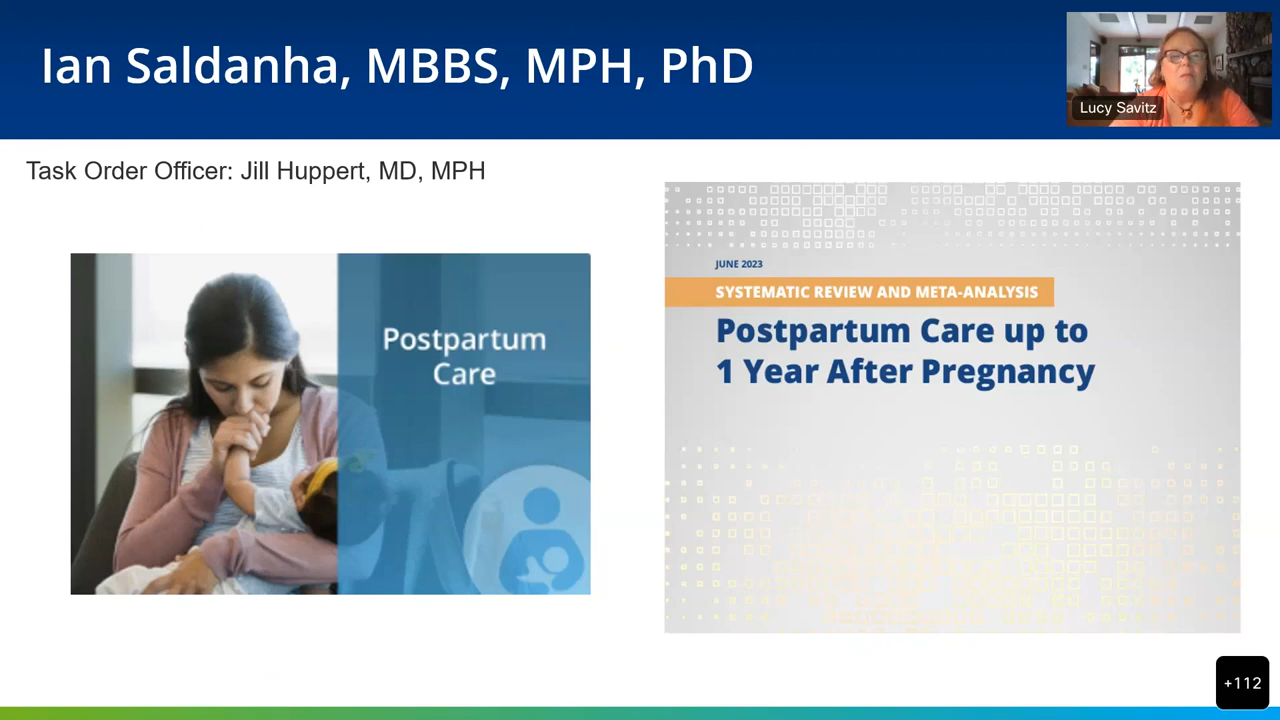 Ian Saldanha, MBBS, MPH, PhD
Lucy Savitz
Task Order Officer: Jill Huppert, MD, MPH
Postpartum
Care
JUNE 2023
SYSTEMATIC REVIEW AND META-ANALYSIS
Postpartum Care up to
1 Year After Pregnancy
+112